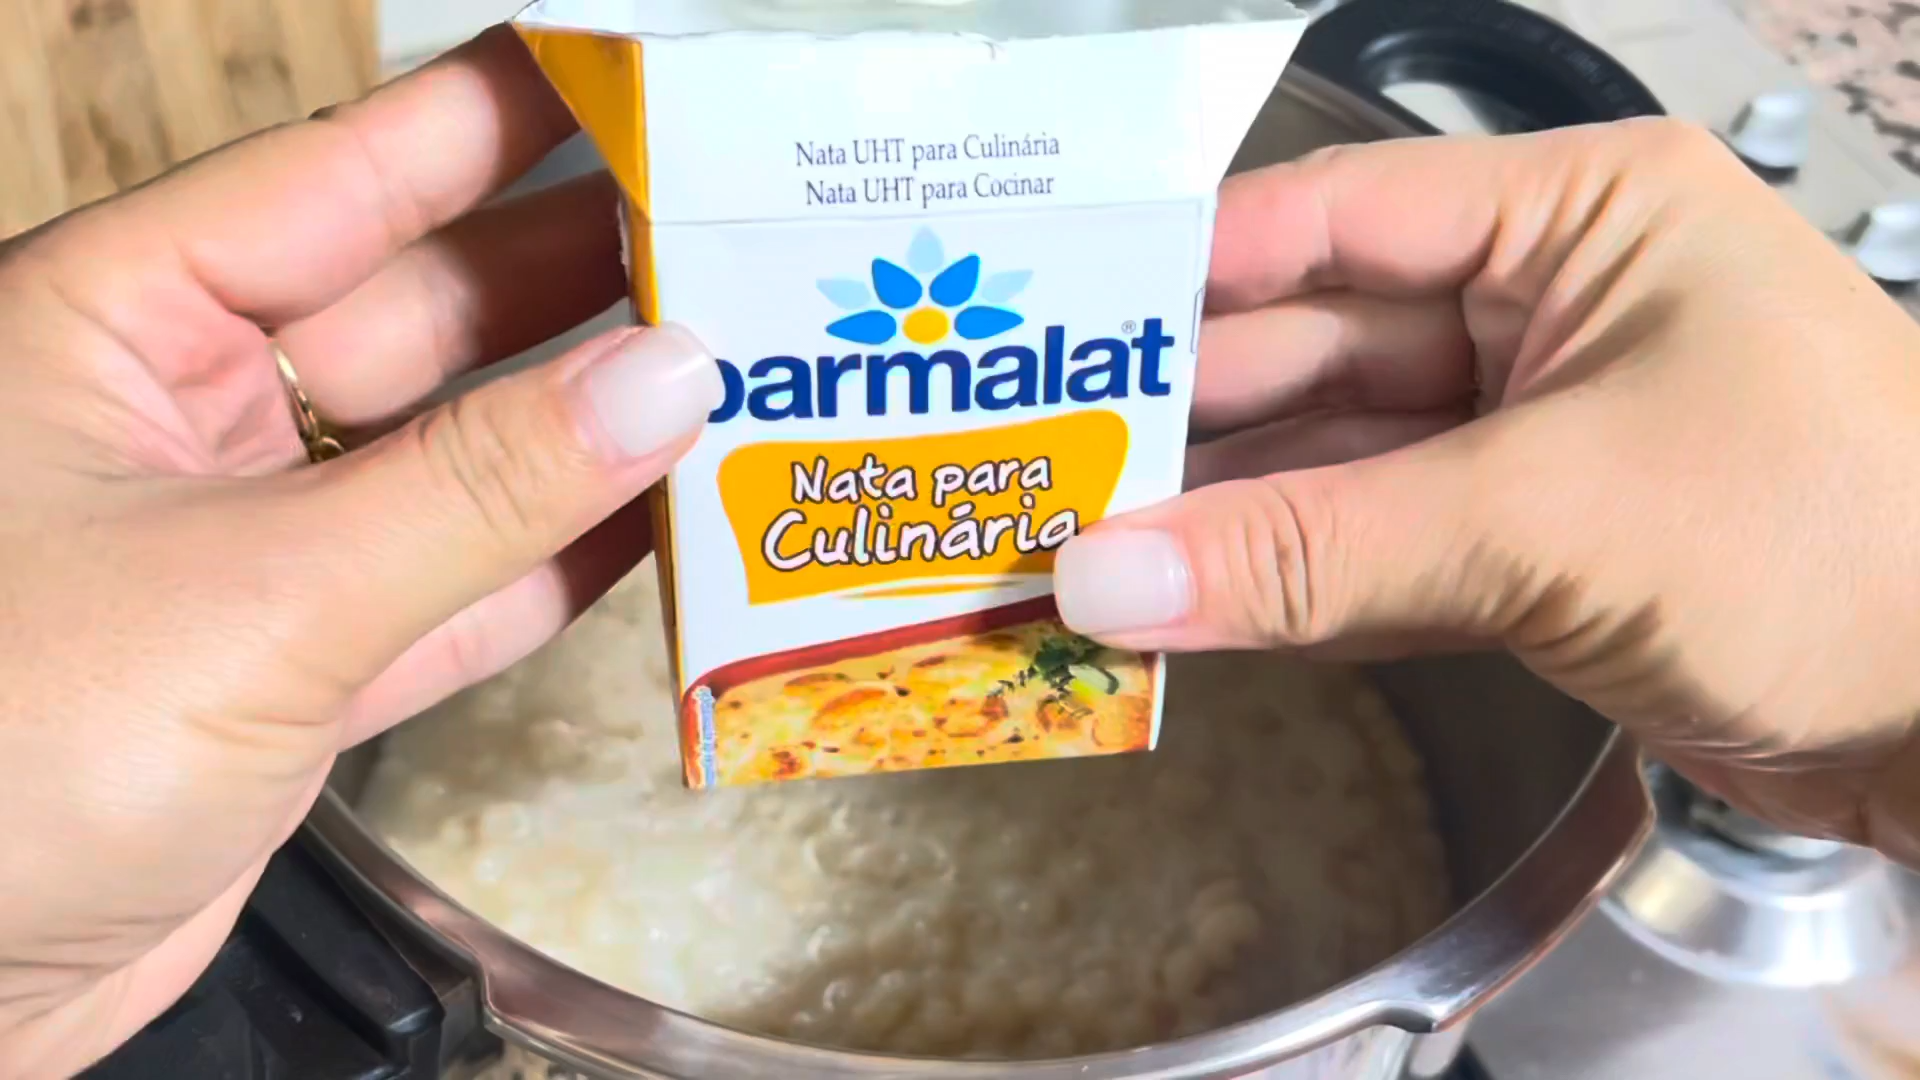 Nata UHT para Culinária
Nata UHT para Cocinar
parmalat®
Nata para
Culinária